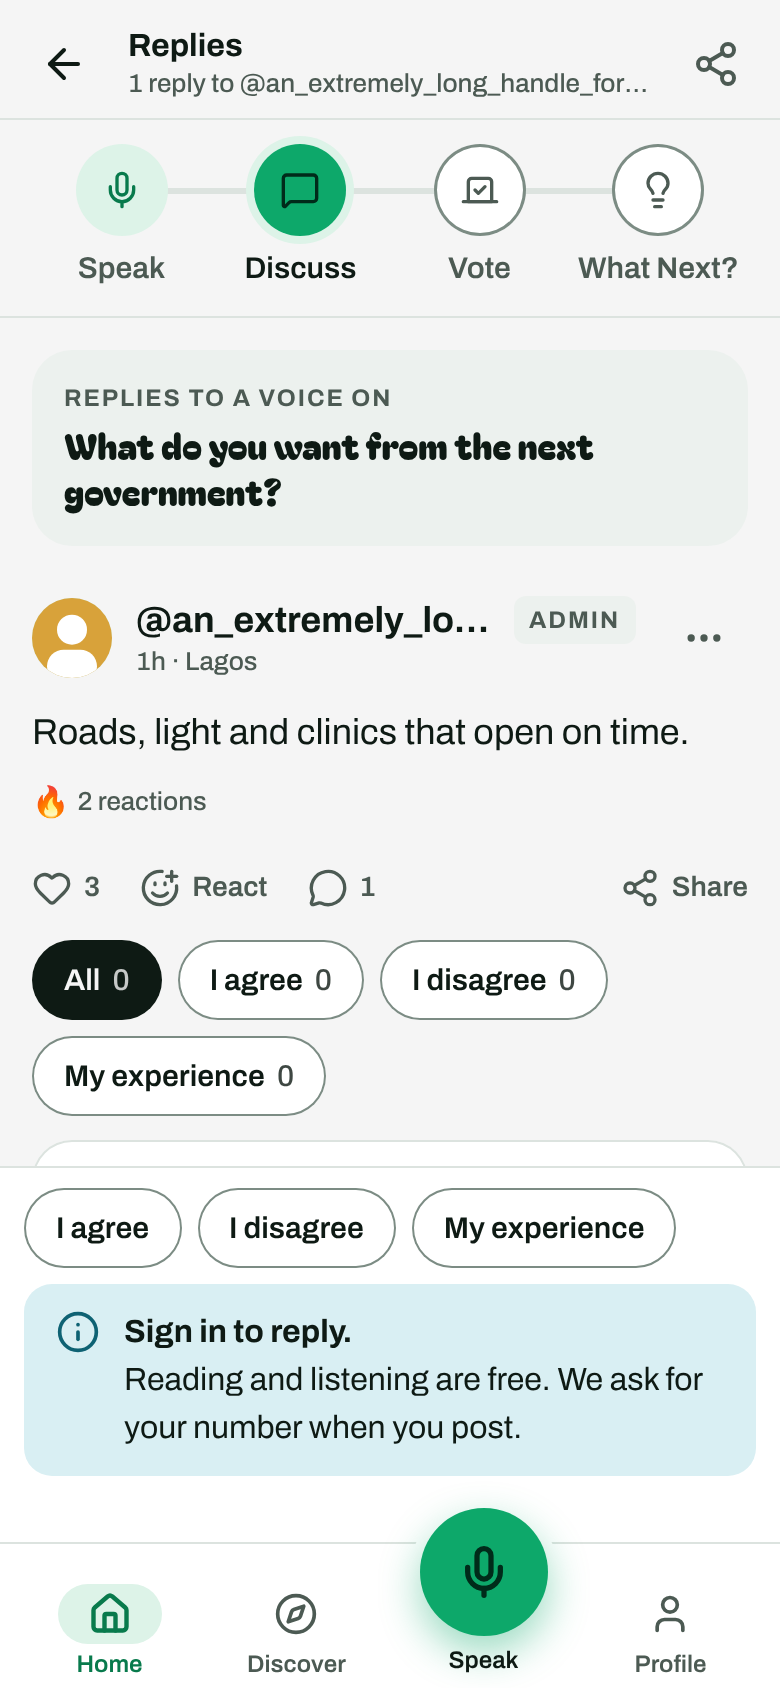 Replies
1 reply to @an_extremely_long_handle_for...
Speak
Discuss
Vote
What Next?
REPLIES TO A VOICE ON
What do you want from the next
government?
@an_extremely_lo... ADMIN
1h · Lagos
Roads, light and clinics that open on time.
🔥 2 reactions
3 React 1 Share
All 0 I agree 0 I disagree 0
My experience 0
I agree I disagree My experience
Sign in to reply.
Reading and listening are free. We ask for
your number when you post.
Home Discover Speak Profile